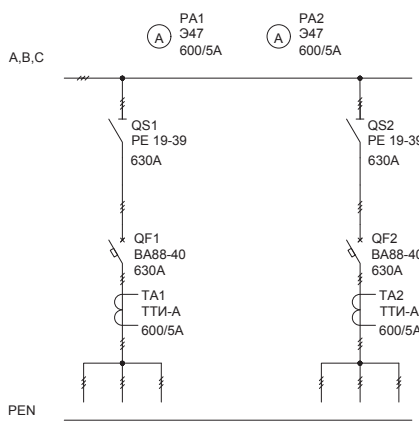 PA1
Э47
600/5A
A
PA2
Э47
600/5A
A
A,B,C
QS1
PE 19-39
630A
QS2
PE 19-39
630A
QF1
BA88-40
630A
QF2
BA88-40
630A
TA1
ТТИ-А
600/5A
TA2
ТТИ-А
600/5A
PEN